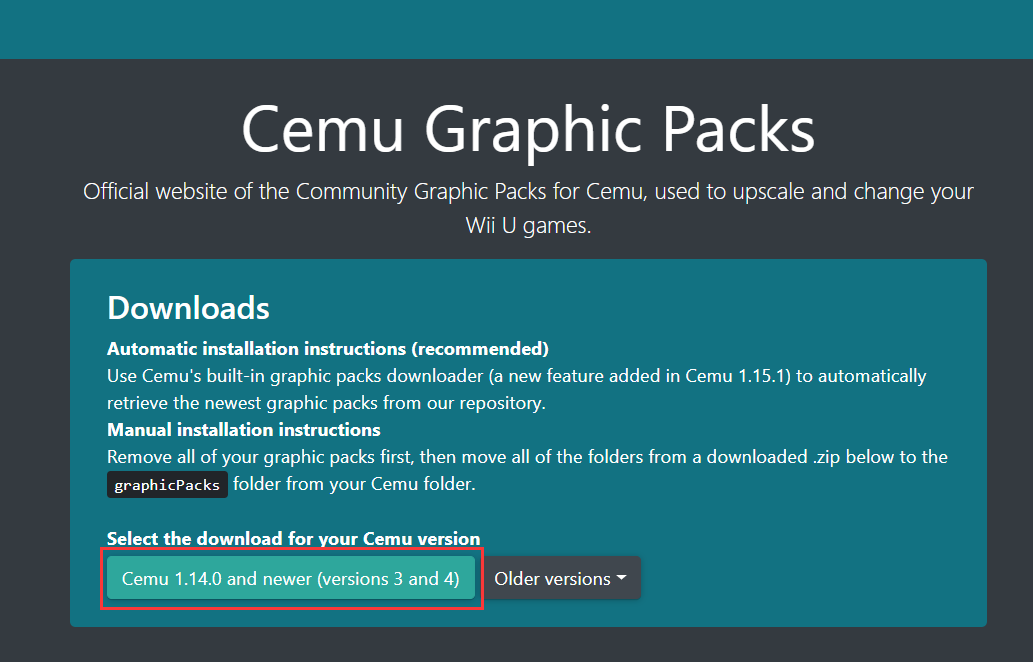 Cemu Graphic Packs
Official website of the Community Graphic Packs for Cemu, used to upscale and change your
Wii U games.
Downloads
Automatic installation instructions (recommended)
Use Cemu's built-in graphic packs downloader (a new feature added in Cemu 1.15.1) to automatically
retrieve the newest graphic packs from our repository.
Manual installation instructions
Remove all of your graphic packs first, then move all of the folders from a downloaded .zip below to the
graphicPacks folder from your Cemu folder.
Select the download for your Cemu version
Cemu 1.14.0 and newer (versions 3 and 4) Older versions